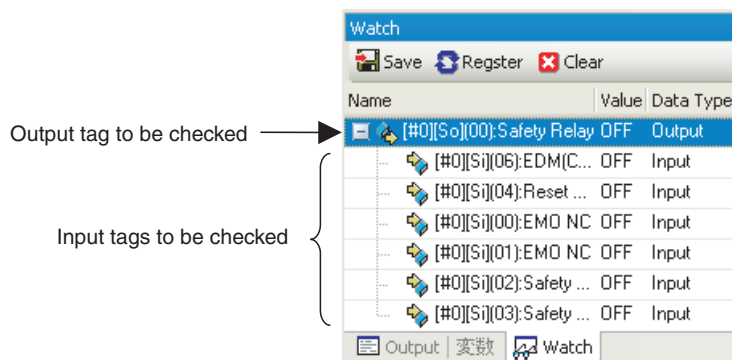 Watch
Save Regster Clear
Name Value Data Type
Output tag to be checked
[#0][So](00):Safety Relay OFF Output
Input tags to be checked
[#0][Si](06):EDM(C... OFF Input
[#0][Si](04):Reset ... OFF Input
[#0][Si](00):EMO NC OFF Input
[#0][Si](01):EMO NC OFF Input
[#0][Si](02):Safety ... OFF Input
[#0][Si](03):Safety ... OFF Input
Output 変数 Watch